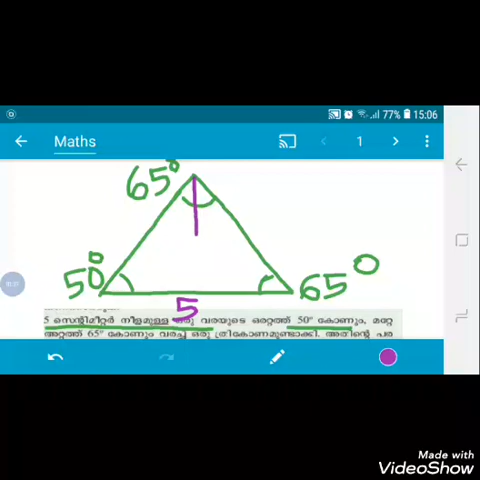 77% 15:06
Maths
1
65°
50°
65°
5
5 സെന്റിമീറ്റർ നീളമുള്ള ഒരു വരയുടെ ഒരറ്റത്ത് 50° കോണും, മറ്റേ
അറ്റത്ത് 65° കോണും വരച്ച് ഒരു ത്രികോണമുണ്ടാക്കി. അതിന്റെ പര
Made with
VideoShow